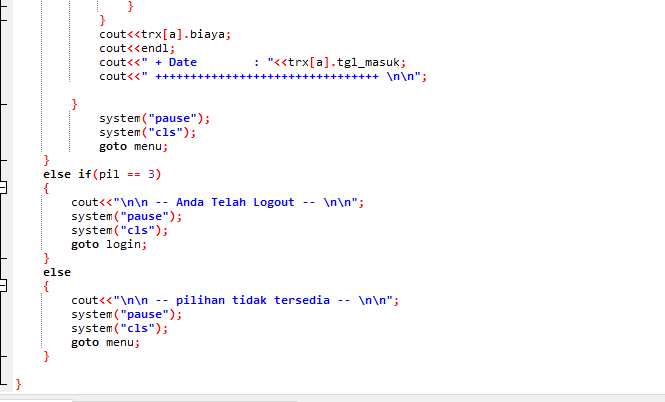 }
}
cout<<trx[a].biaya;
cout<<endl;
cout<<" + Date        : "<<trx[a].tgl_masuk;
cout<<" ++++++++++++++++++++++++++++++++ \n\n";
}
system("pause");
system("cls");
goto menu;
}
else if(pil == 3)
{
cout<<"\n\n -- Anda Telah Logout -- \n\n";
system("pause");
system("cls");
goto login;
}
else
{
cout<<"\n\n -- pilihan tidak tersedia -- \n\n";
system("pause");
system("cls");
goto menu;
}
}